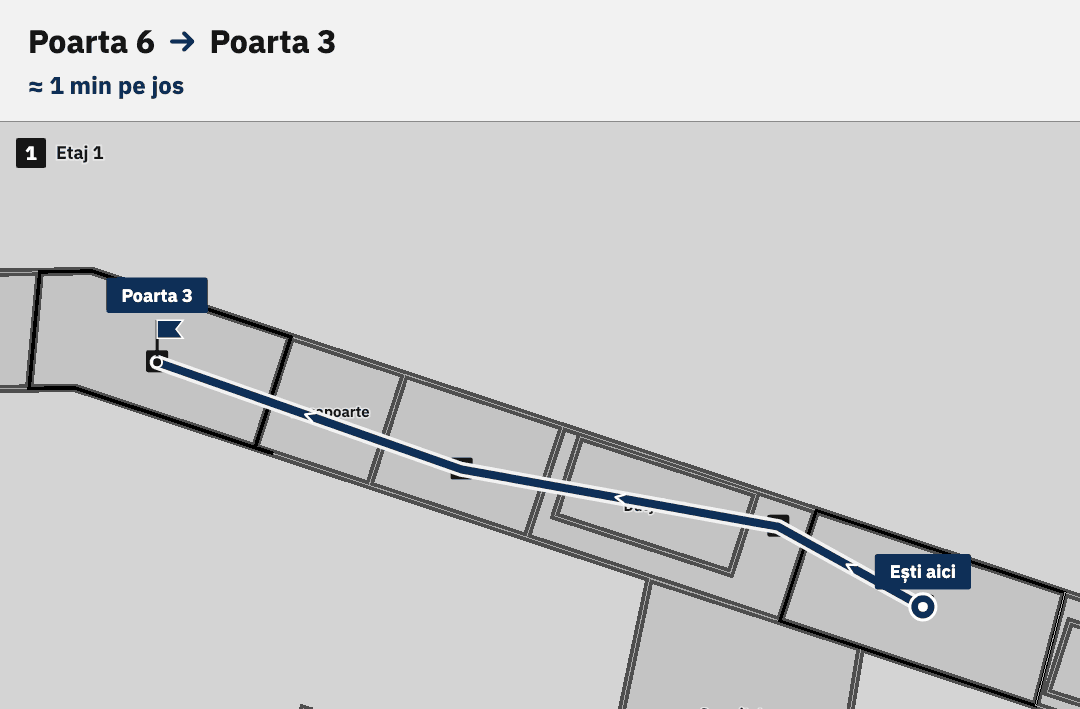 Poarta 6 → Poarta 3
≈ 1 min pe jos
1 Etaj 1
Poarta 3
Ești aici